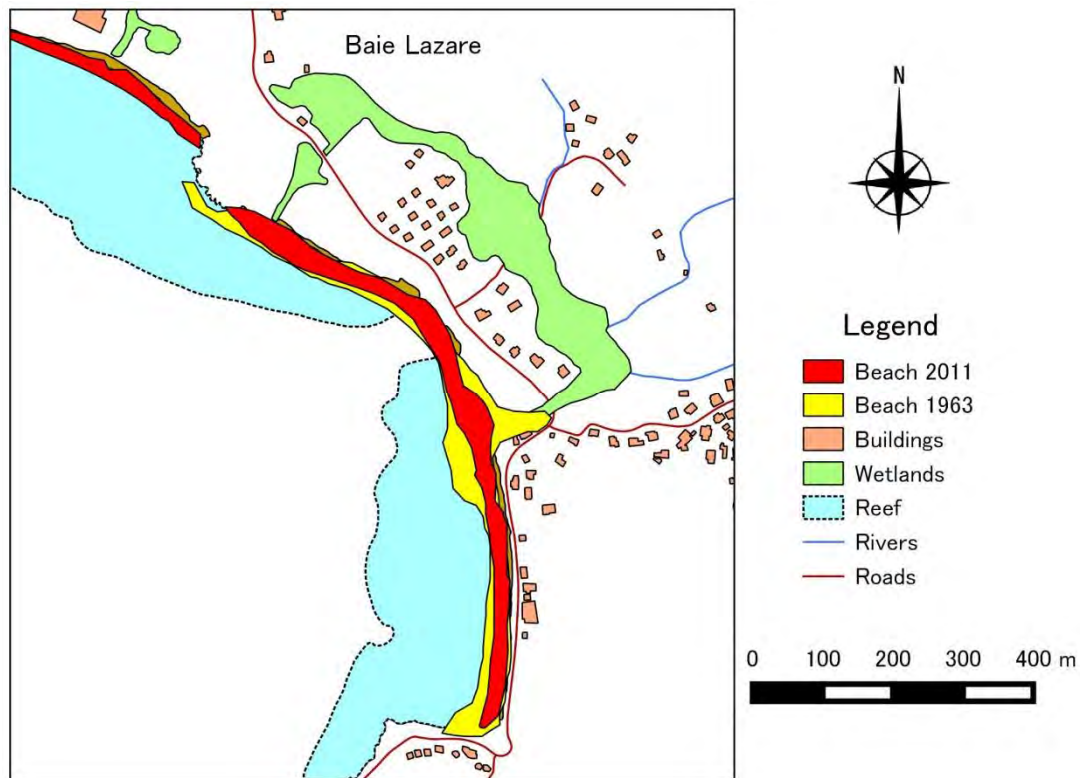 Baie Lazare
N
Legend
Beach 2011
Beach 1963
Buildings
Wetlands
Reef
Rivers
Roads
0 100 200 300 400 m